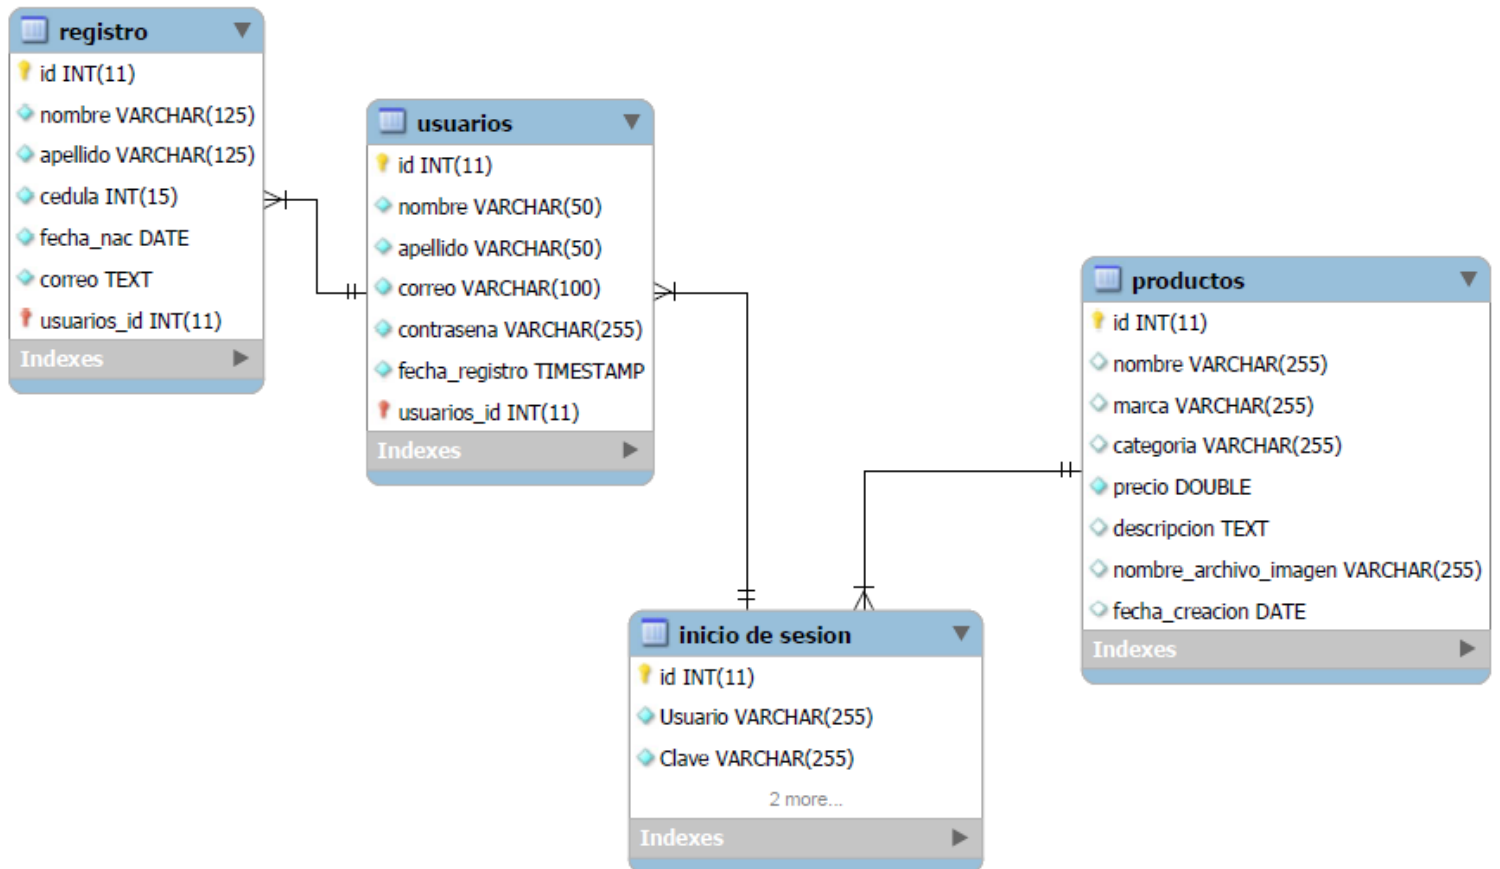 registro
id INT(11)
nombre VARCHAR(125)
apellido VARCHAR(125)
cedula INT(15)
fecha_nac DATE
correo TEXT
usuarios_id INT(11)
Indexes
usuarios
id INT(11)
nombre VARCHAR(50)
apellido VARCHAR(50)
correo VARCHAR(100)
contrasena VARCHAR(255)
fecha_registro TIMESTAMP
usuarios_id INT(11)
Indexes
productos
id INT(11)
nombre VARCHAR(255)
marca VARCHAR(255)
categoria VARCHAR(255)
precio DOUBLE
descripcion TEXT
nombre_archivo_imagen VARCHAR(255)
fecha_creacion DATE
Indexes
inicio de sesion
id INT(11)
Usuario VARCHAR(255)
Clave VARCHAR(255)
2 more...
Indexes